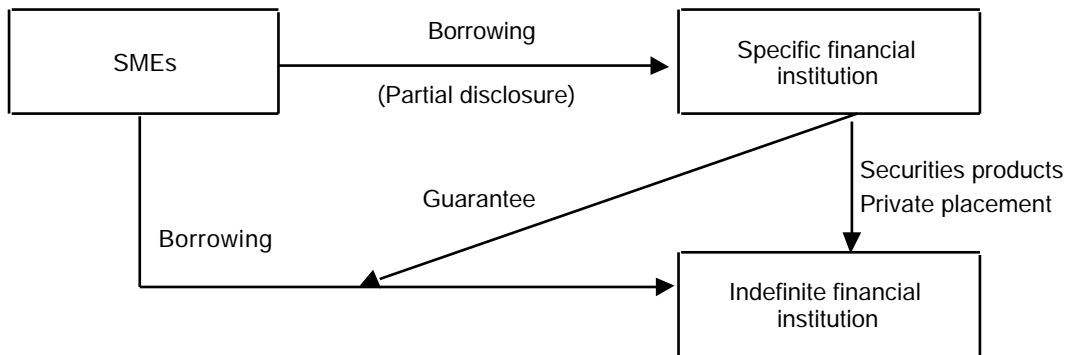 Borrowing
SMEs
Specific financial
institution
(Partial disclosure)
Securities products
Guarantee
Private placement
Borrowing
Indefinite financial
institution